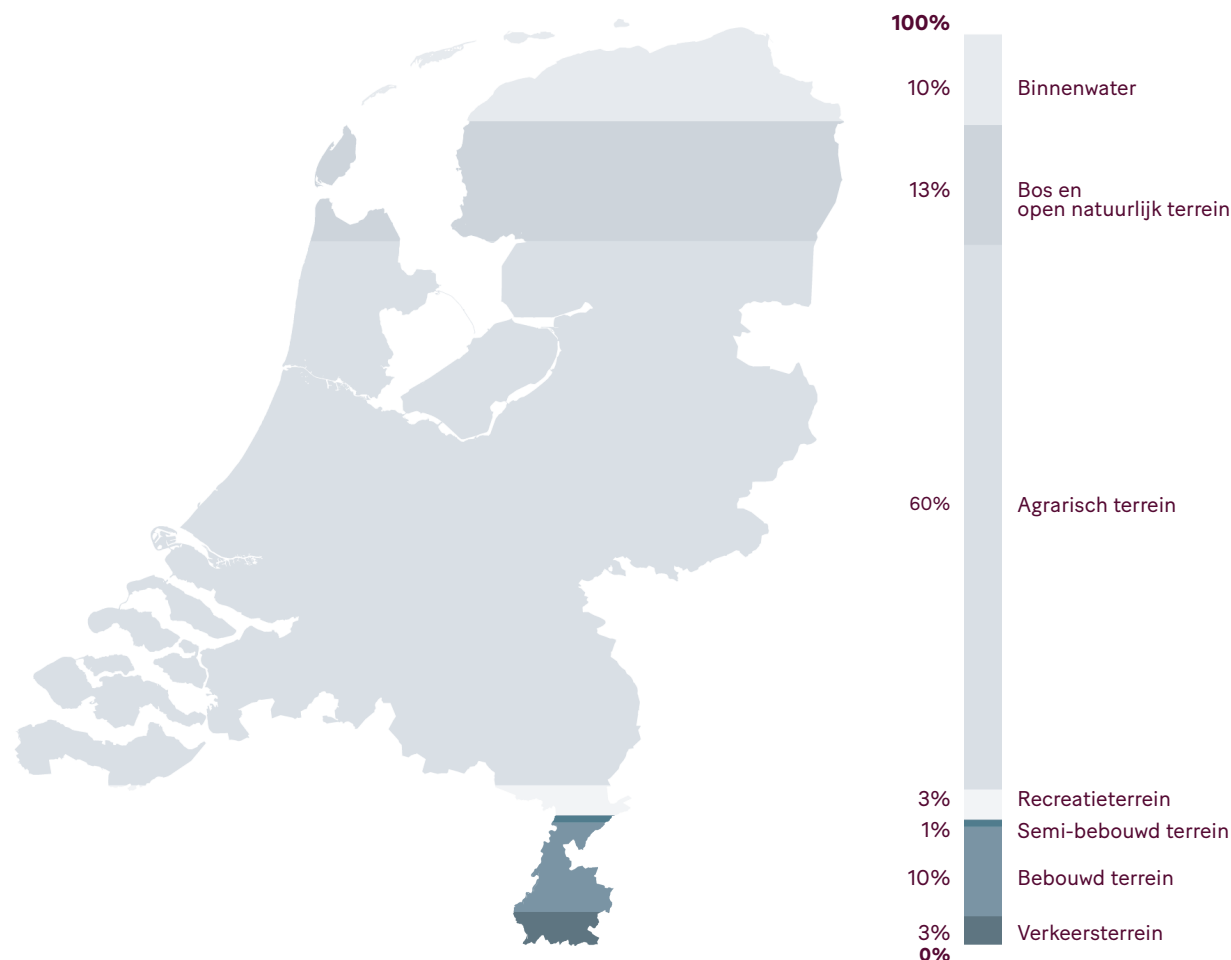 100%
10% Binnenwater
13% Bos en
open natuurlijk terrein
60% Agrarisch terrein
3% Recreatieterrein
1% Semi-bebouwd terrein
10% Bebouwd terrein
3% Verkeersterrein
0%